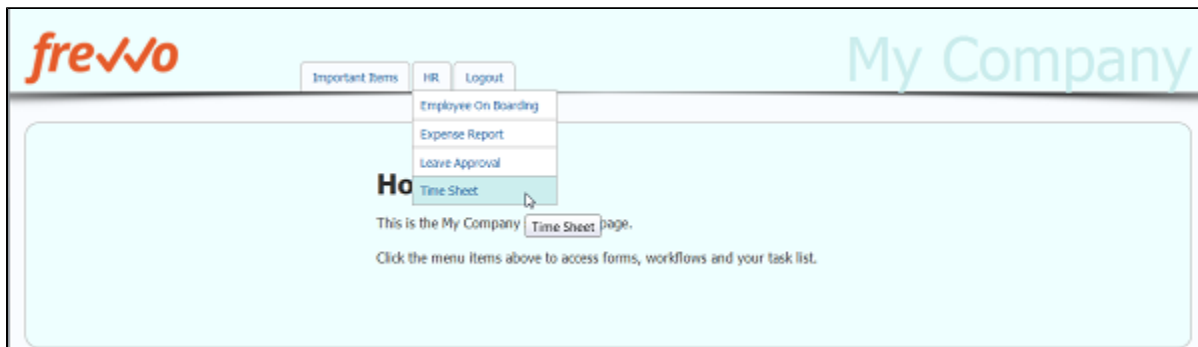 frevvo
My Company
Important Items HR Logout
Employee On Boarding
Expense Report
Leave Approval
Time Sheet
Ho
This is the My Company
Time Sheet
page.
Click the menu items above to access forms, workflows and your task list.